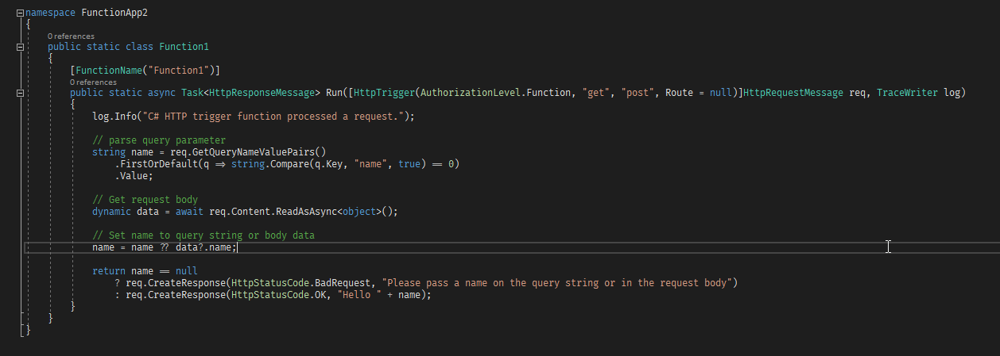 namespace FunctionApp2
{
0 references
public static class Function1
{
[FunctionName("Function1")]
0 references
public static async Task<HttpResponseMessage> Run([HttpTrigger(AuthorizationLevel.Function, "get", "post", Route = null)]HttpRequestMessage req, TraceWriter log)
{
log.Info("C# HTTP trigger function processed a request.");
// parse query parameter
string name = req.GetQueryNameValuePairs()
.FirstOrDefault(q => string.Compare(q.Key, "name", true) == 0)
.Value;
// Get request body
dynamic data = await req.Content.ReadAsAsync<object>();
// Set name to query string or body data
name = name ?? data?.name;
return name == null
? req.CreateResponse(HttpStatusCode.BadRequest, "Please pass a name on the query string or in the request body")
: req.CreateResponse(HttpStatusCode.OK, "Hello " + name);
}
}
}